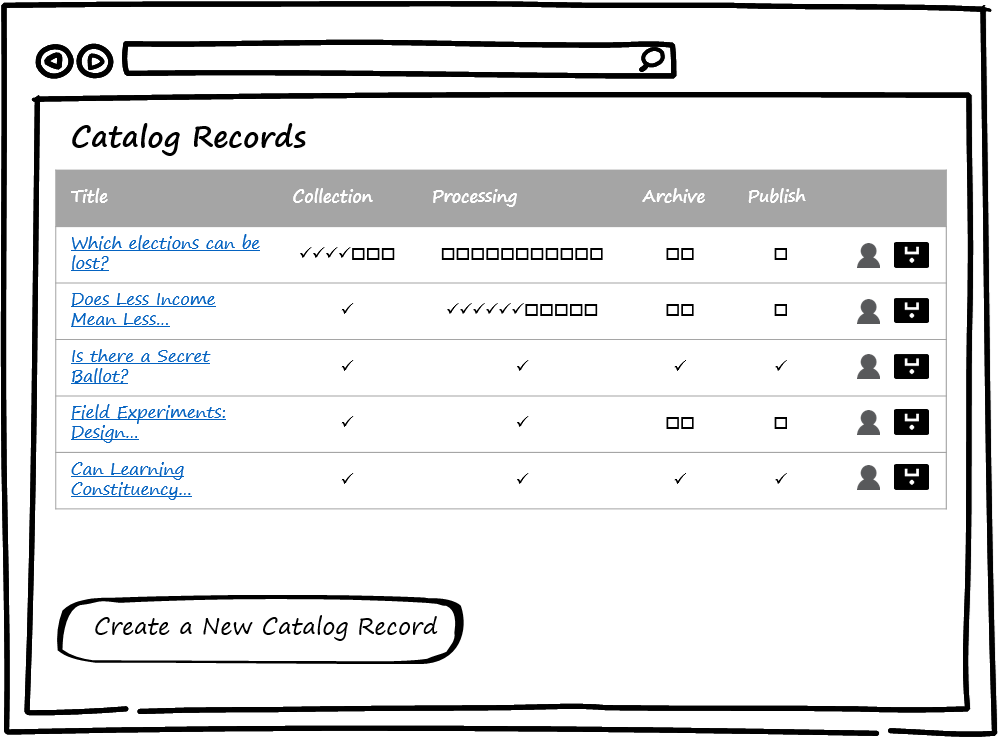 Catalog Records
Title Collection Processing Archive Publish
Which elections can be
lost?
✓✓✓✓□□□ □□□□□□□□□□□ □□ □
Does Less Income
Mean Less...
✓ ✓✓✓✓✓✓□□□□□ □□ □
Is there a Secret
Ballot?
✓ ✓ ✓ ✓
Field Experiments:
Design...
✓ ✓ □□ □
Can Learning
Constituency...
✓ ✓ ✓ ✓
Create a New Catalog Record